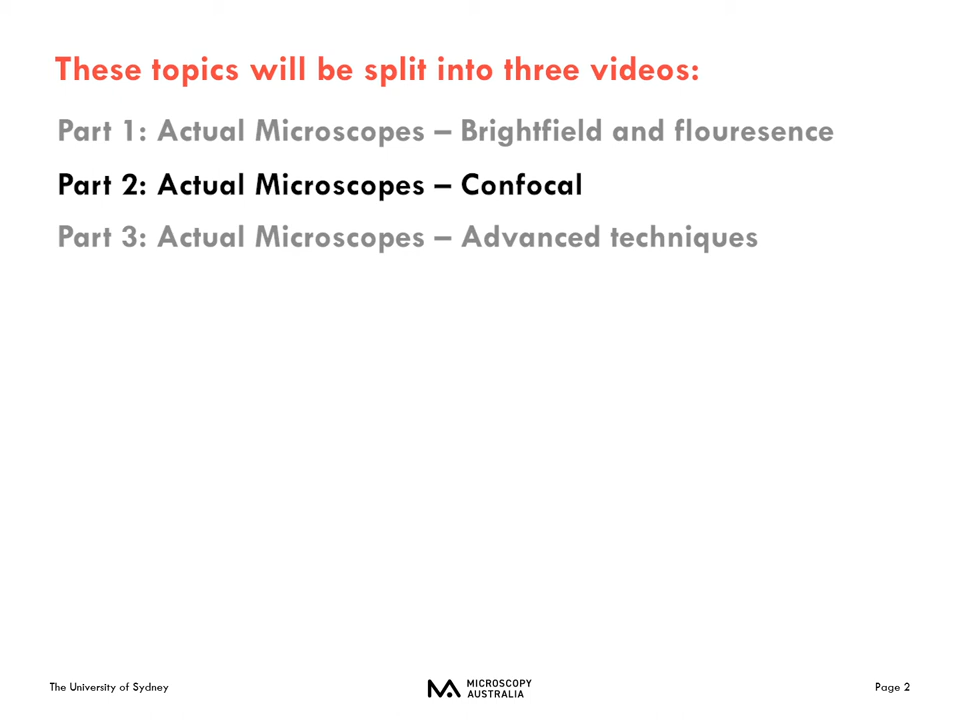 These topics will be split into three videos:
Part 1: Actual Microscopes – Brightfield and flouresence
Part 2: Actual Microscopes – Confocal
Part 3: Actual Microscopes – Advanced techniques
The University of Sydney
MICROSCOPY
AUSTRALIA
Page 2